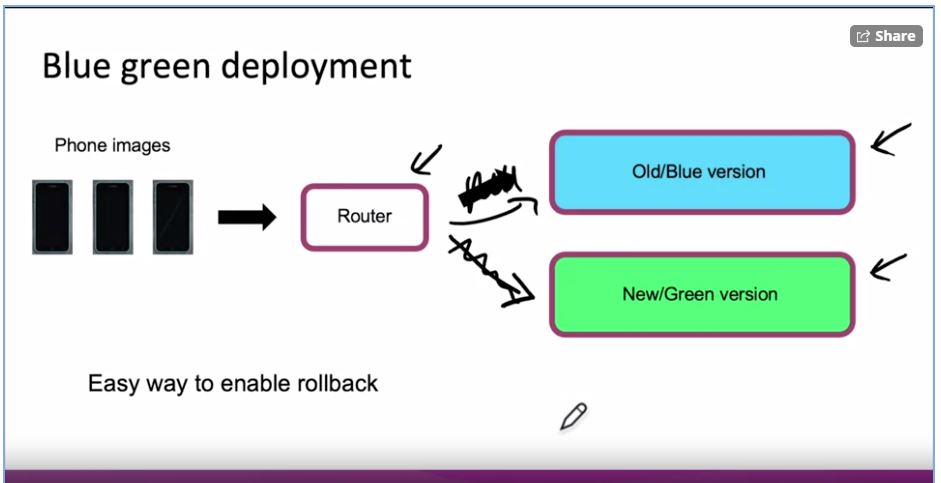 Share
Blue green deployment
Phone images
Router
Old/Blue version
New/Green version
Easy way to enable rollback